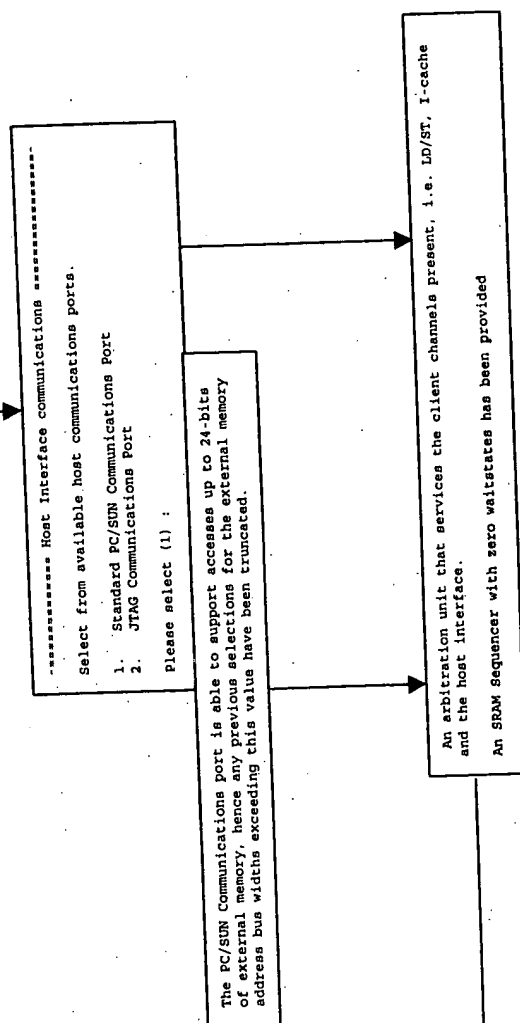 -------------- Host Interface communications -----------------
Select from available host communications ports.
1. Standard PC/SUN Communications Port
2. JTAG Communications Port
Please select (1) :
The PC/SUN Communications port is able to support accesses up to 24-bits
of external memory, hence any previous selections for the external memory
address bus widths exceeding this value have been truncated.
An arbitration unit that services the client channels present, i.e. LD/ST, I-cache
and the host interface.
An SRAM Sequencer with zero waitstates has been provided